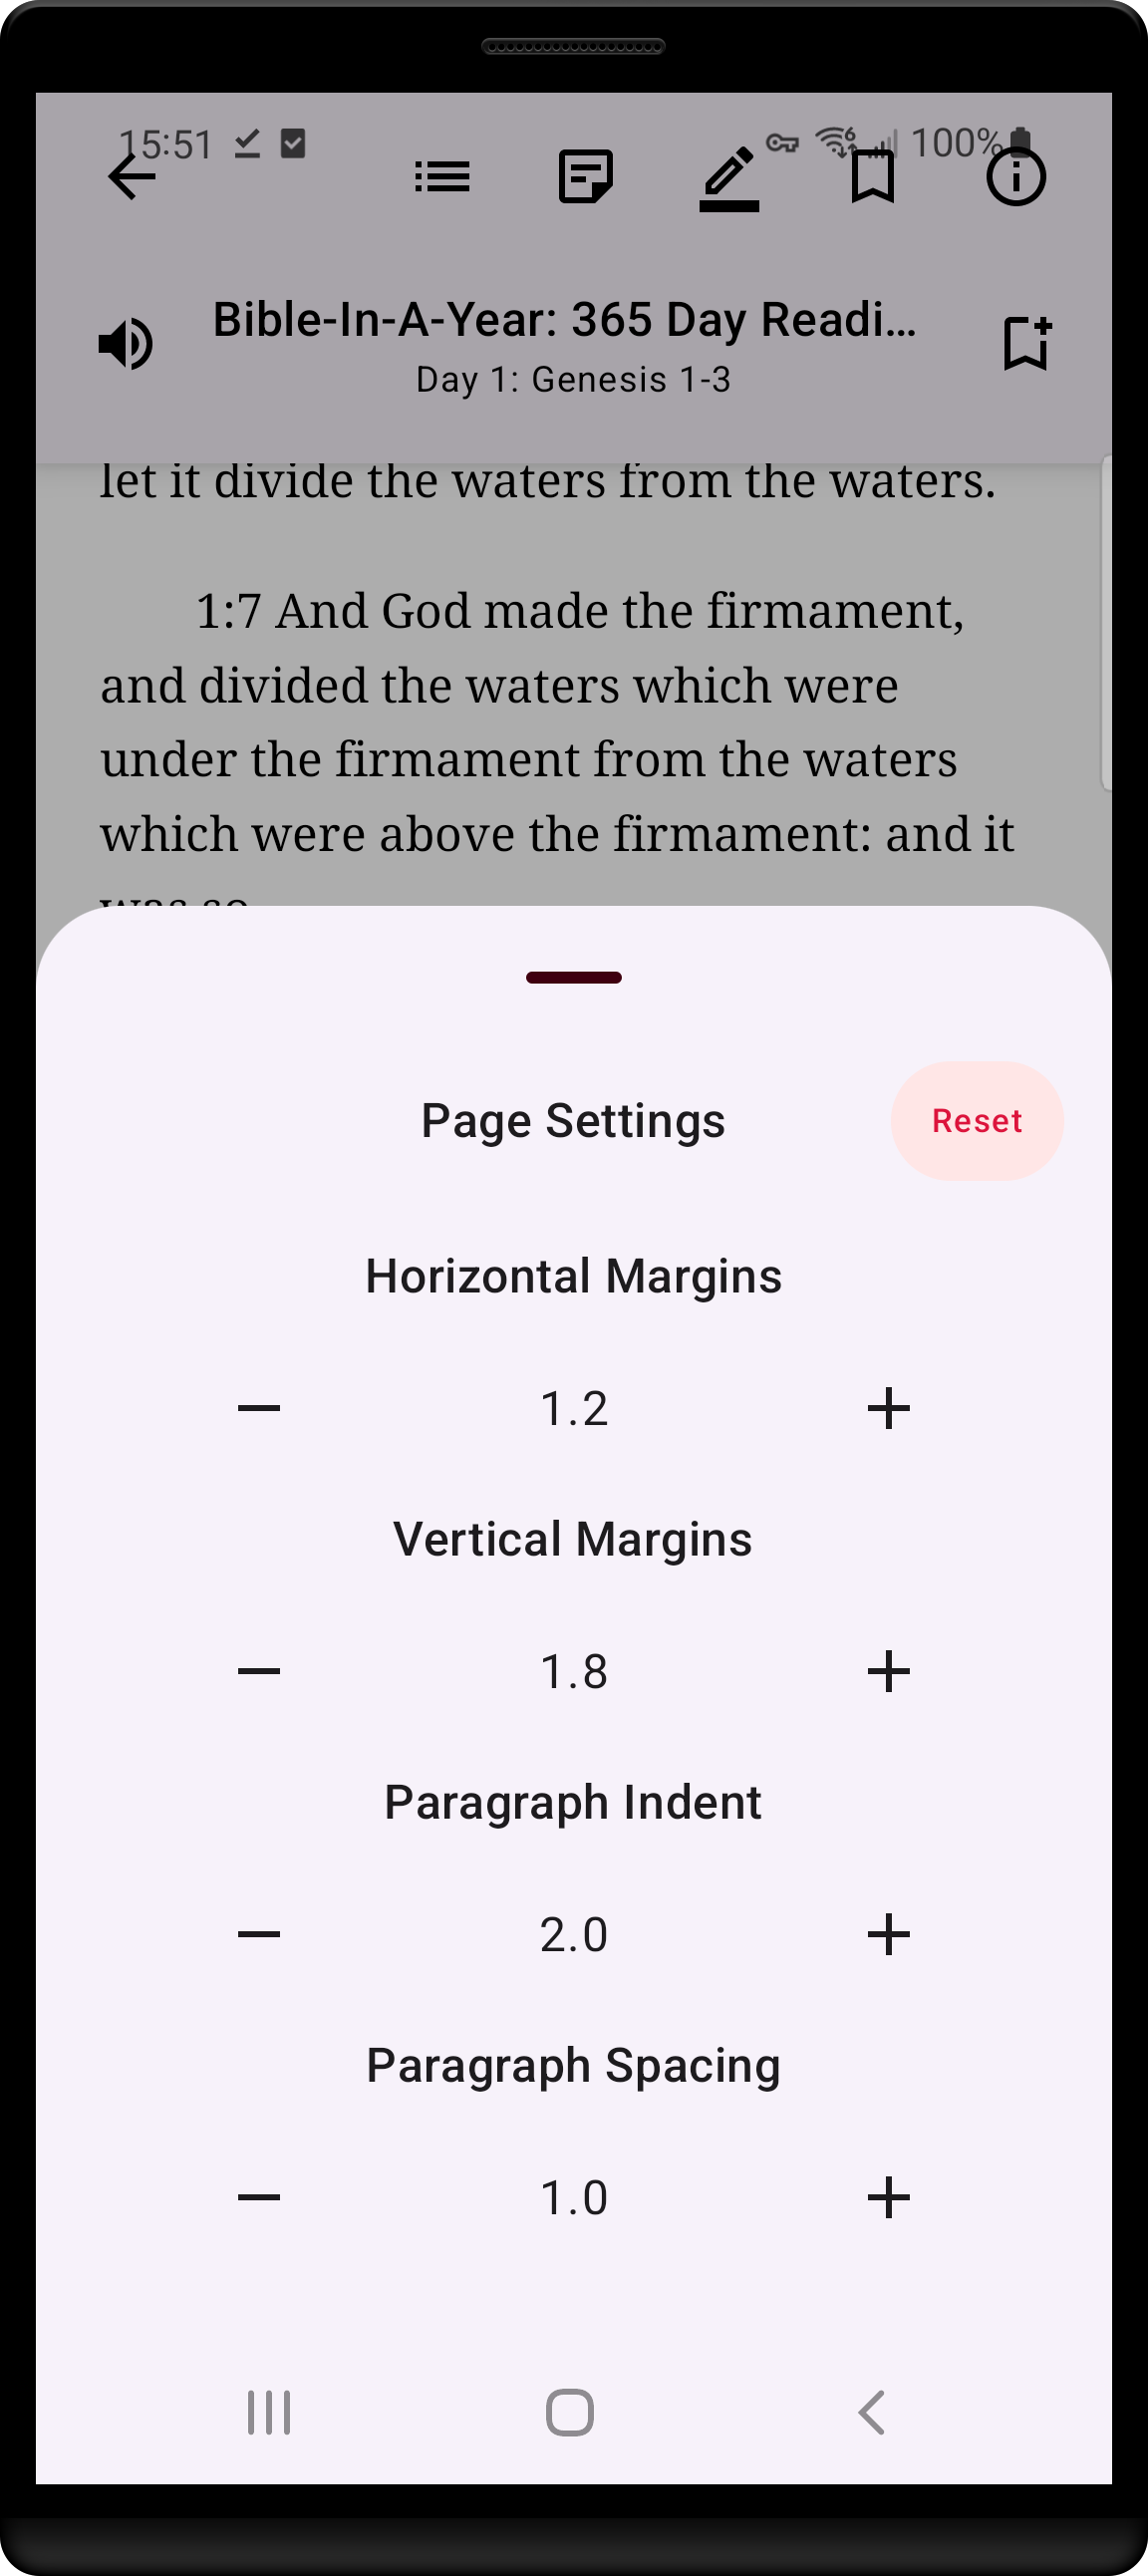 15:51
100%
Bible-In-A-Year: 365 Day Readi...
Day 1: Genesis 1-3
let it divide the waters from the waters.
1:7 And God made the firmament,
and divided the waters which were
under the firmament from the waters
which were above the firmament: and it
was so
Page Settings
Reset
Horizontal Margins
1.2
Vertical Margins
1.8
Paragraph Indent
2.0
Paragraph Spacing
1.0